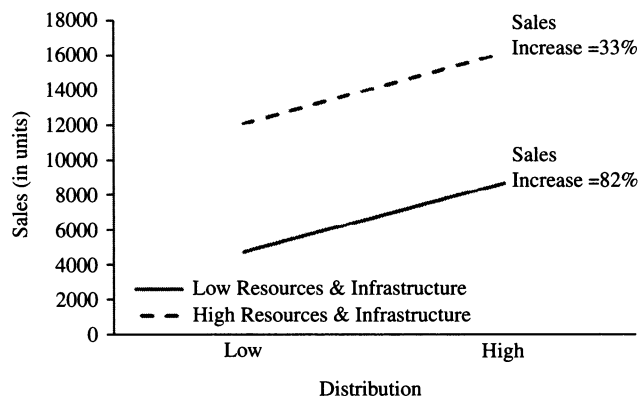 18000
16000
14000
12000
10000
8000
6000
4000
2000
0
Sales (in units)
Sales
Increase =33%
Sales
Increase =82%
Low Resources & Infrastructure
High Resources & Infrastructure
Low
High
Distribution